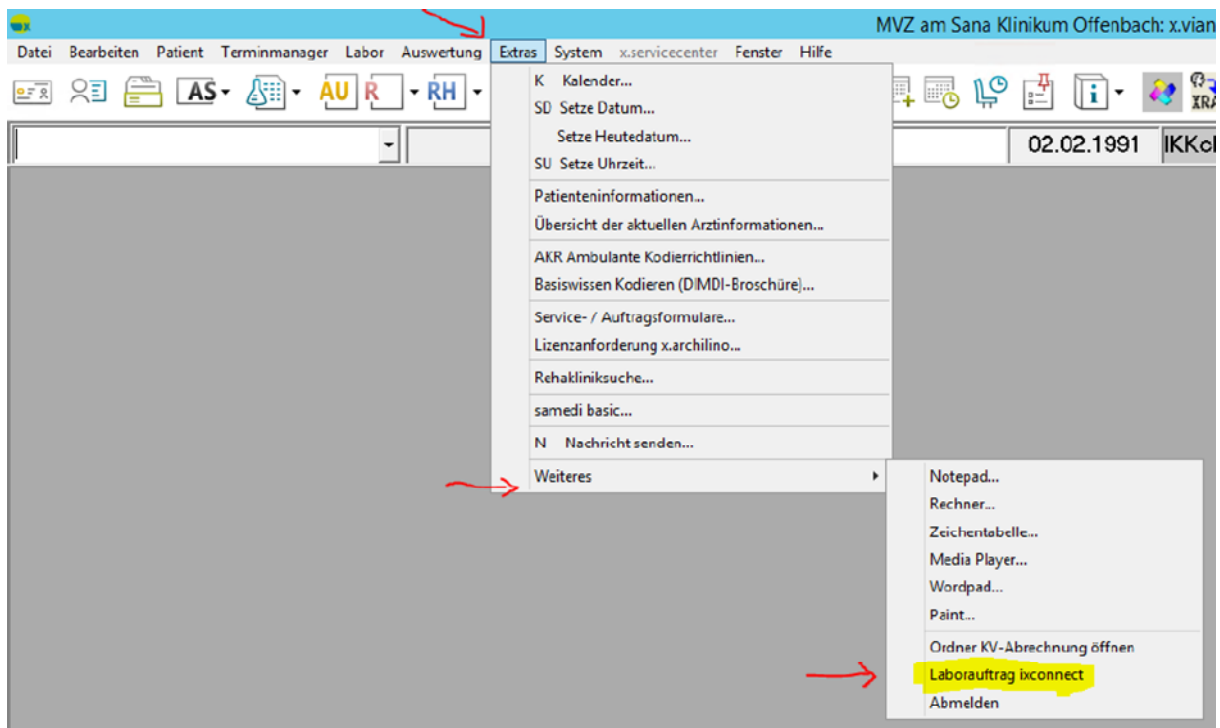 MVZ am Sana Klinikum Offenbach: x.vian
Datei Bearbeiten Patient Terminmanager Labor Auswertung Extras System x.servicecenter Fenster Hilfe
AS AU R RH i XRA
02.02.1991 IKKcl
K Kalender...
SD Setze Datum...
Setze Heutedatum...
SU Setze Uhrzeit...
Patienteninformationen...
Übersicht der aktuellen Arztinformationen...
AKR Ambulante Kodierrichtlinien...
Basiswissen Kodieren (DIMDI-Broschüre)...
Service- / Auftragsformulare...
Lizenzanforderung x.archilino...
Rehakliniksuche...
samedi basic...
N Nachricht senden...
Weiteres
Notepad...
Rechner...
Zeichentabelle...
Media Player...
Wordpad...
Paint...
Ordner KV-Abrechnung öffnen
Laborauftrag ixconnect
Abmelden